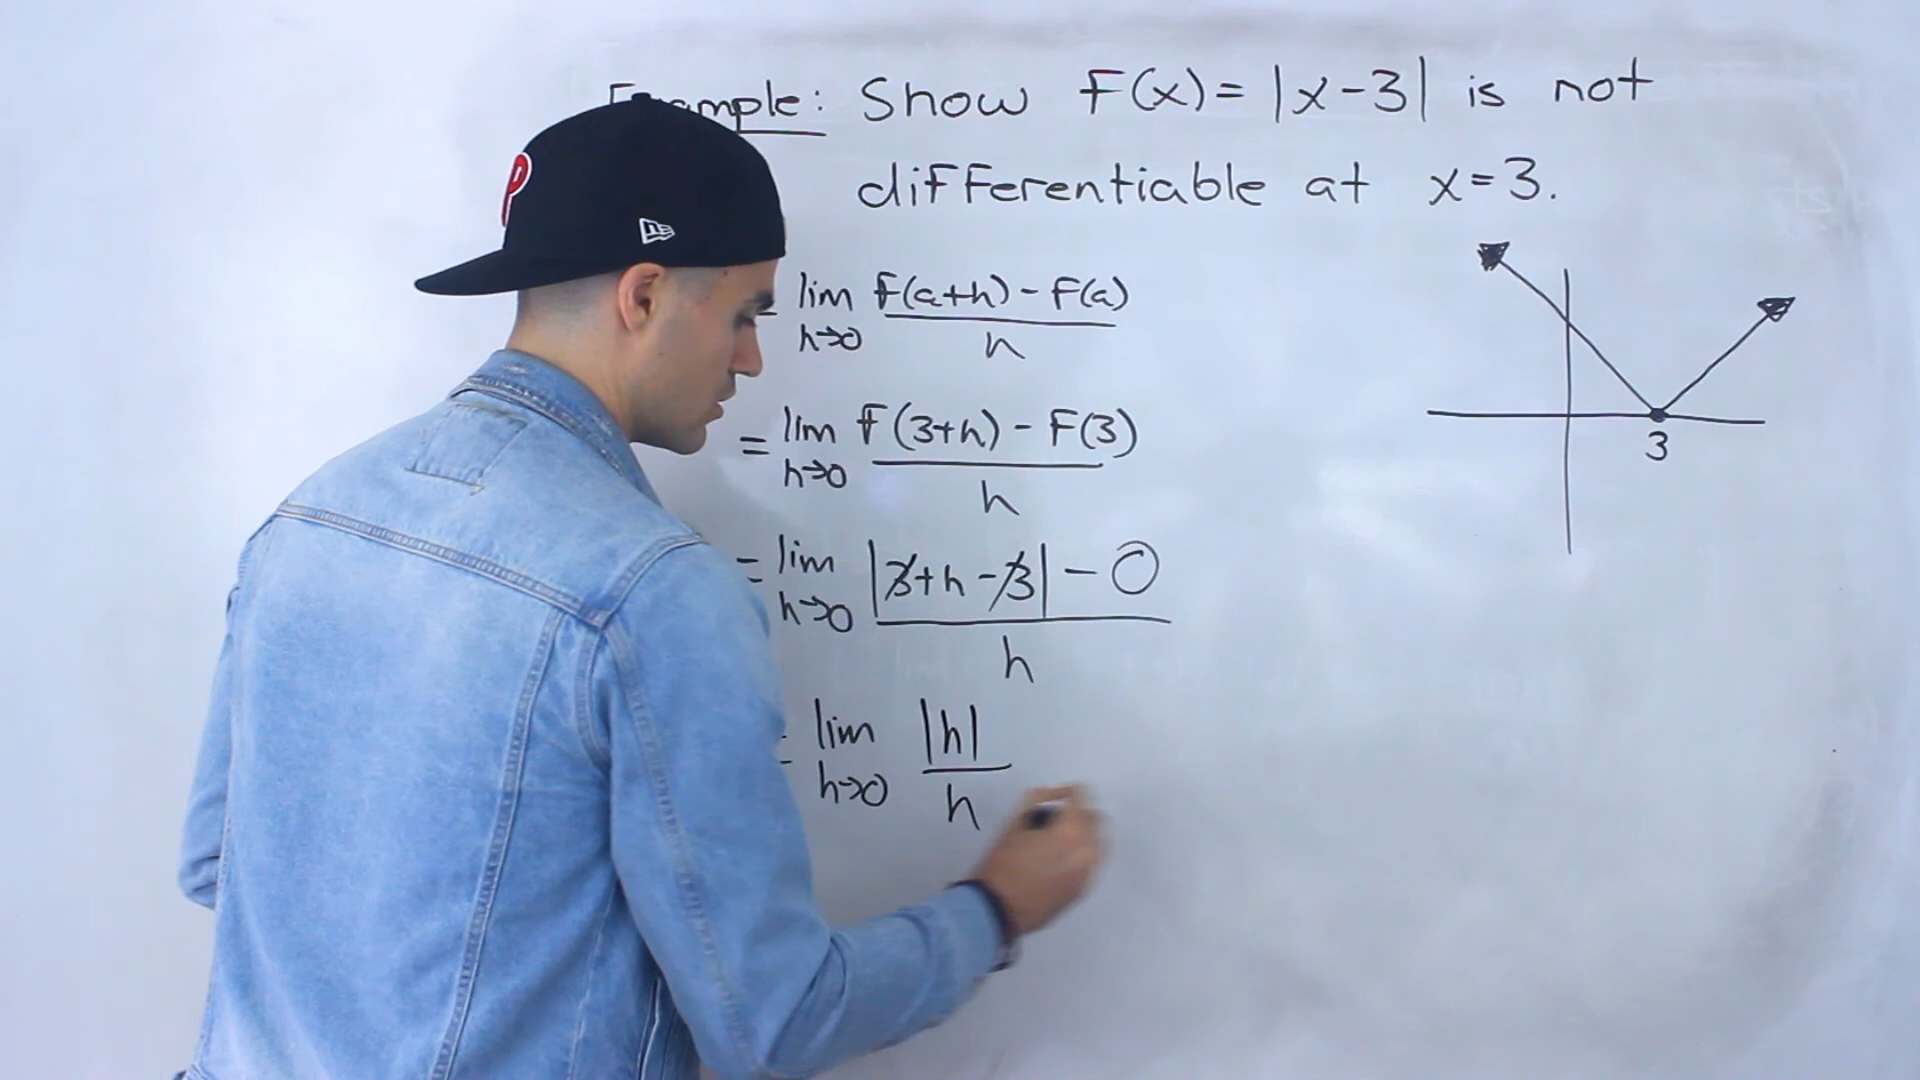 Example: Show F(x) = |x-3| is not
differentiable at x=3.
= lim h→0 F(a+h) - F(a) / h
= lim h→0 F(3+h) - F(3) / h
= lim h→0 |3+h-3| - 0 / h
= lim h→0 |h| / h
3
P